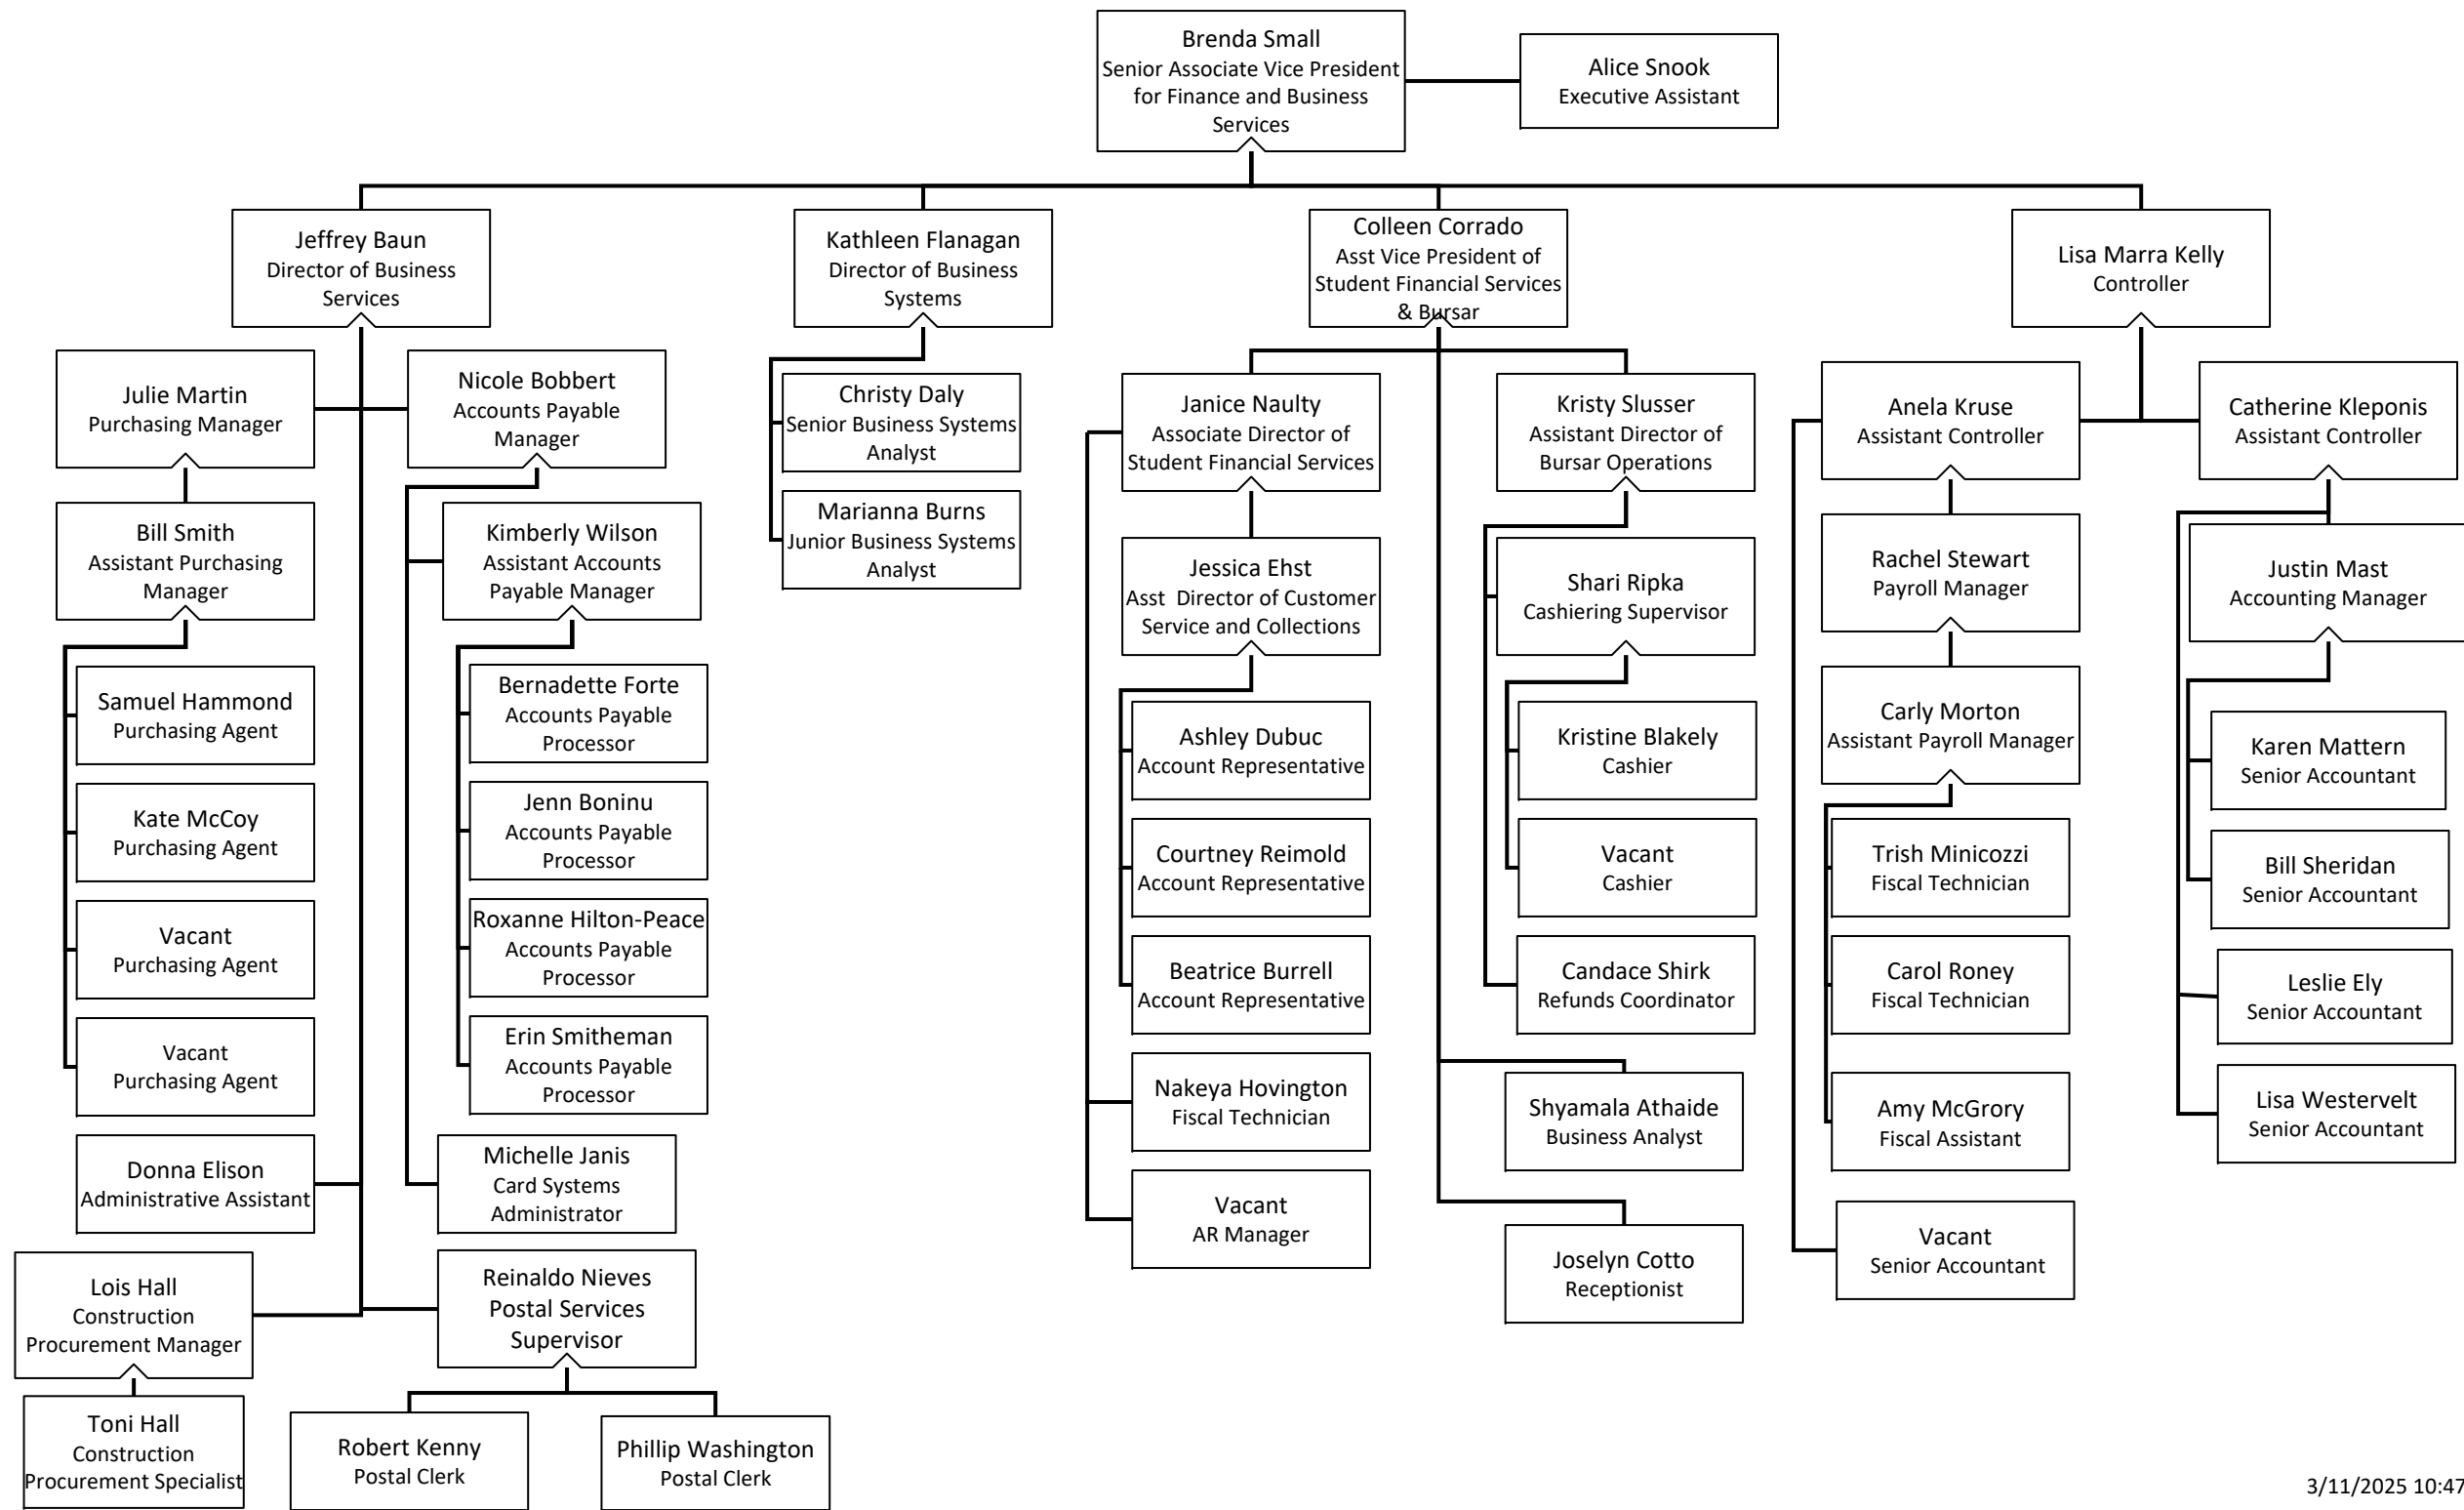 Brenda Small
Senior Associate Vice President
for Finance and Business
Services
Alice Snook
Executive Assistant
Jeffrey Baun
Director of Business
Services
Kathleen Flanagan
Director of Business
Systems
Colleen Corrado
Asst Vice President of
Student Financial Services
& Bursar
Lisa Marra Kelly
Controller
Julie Martin
Purchasing Manager
Nicole Bobbert
Accounts Payable
Manager
Christy Daly
Senior Business Systems
Analyst
Janice Naulty
Associate Director of
Student Financial Services
Kristy Slusser
Assistant Director of
Bursar Operations
Anela Kruse
Assistant Controller
Catherine Kleponis
Assistant Controller
Bill Smith
Assistant Purchasing
Manager
Kimberly Wilson
Assistant Accounts
Payable Manager
Marianna Burns
Junior Business Systems
Analyst
Jessica Ehst
Asst  Director of Customer
Service and Collections
Shari Ripka
Cashiering Supervisor
Rachel Stewart
Payroll Manager
Justin Mast
Accounting Manager
Samuel Hammond
Purchasing Agent
Bernadette Forte
Accounts Payable
Processor
Ashley Dubuc
Account Representative
Kristine Blakely
Cashier
Carly Morton
Assistant Payroll Manager
Karen Mattern
Senior Accountant
Kate McCoy
Purchasing Agent
Jenn Boninu
Accounts Payable
Processor
Courtney Reimold
Account Representative
Vacant
Cashier
Trish Minicozzi
Fiscal Technician
Bill Sheridan
Senior Accountant
Vacant
Purchasing Agent
Roxanne Hilton-Peace
Accounts Payable
Processor
Beatrice Burrell
Account Representative
Candace Shirk
Refunds Coordinator
Carol Roney
Fiscal Technician
Leslie Ely
Senior Accountant
Vacant
Purchasing Agent
Erin Smitheman
Accounts Payable
Processor
Nakeya Hovington
Fiscal Technician
Shyamala Athaide
Business Analyst
Amy McGrory
Fiscal Assistant
Lisa Westervelt
Senior Accountant
Donna Elison
Administrative Assistant
Michelle Janis
Card Systems
Administrator
Vacant
AR Manager
Joselyn Cotto
Receptionist
Vacant
Senior Accountant
Lois Hall
Construction
Procurement Manager
Reinaldo Nieves
Postal Services
Supervisor
Toni Hall
Construction
Procurement Specialist
Robert Kenny
Postal Clerk
Phillip Washington
Postal Clerk
3/11/2025 10:47